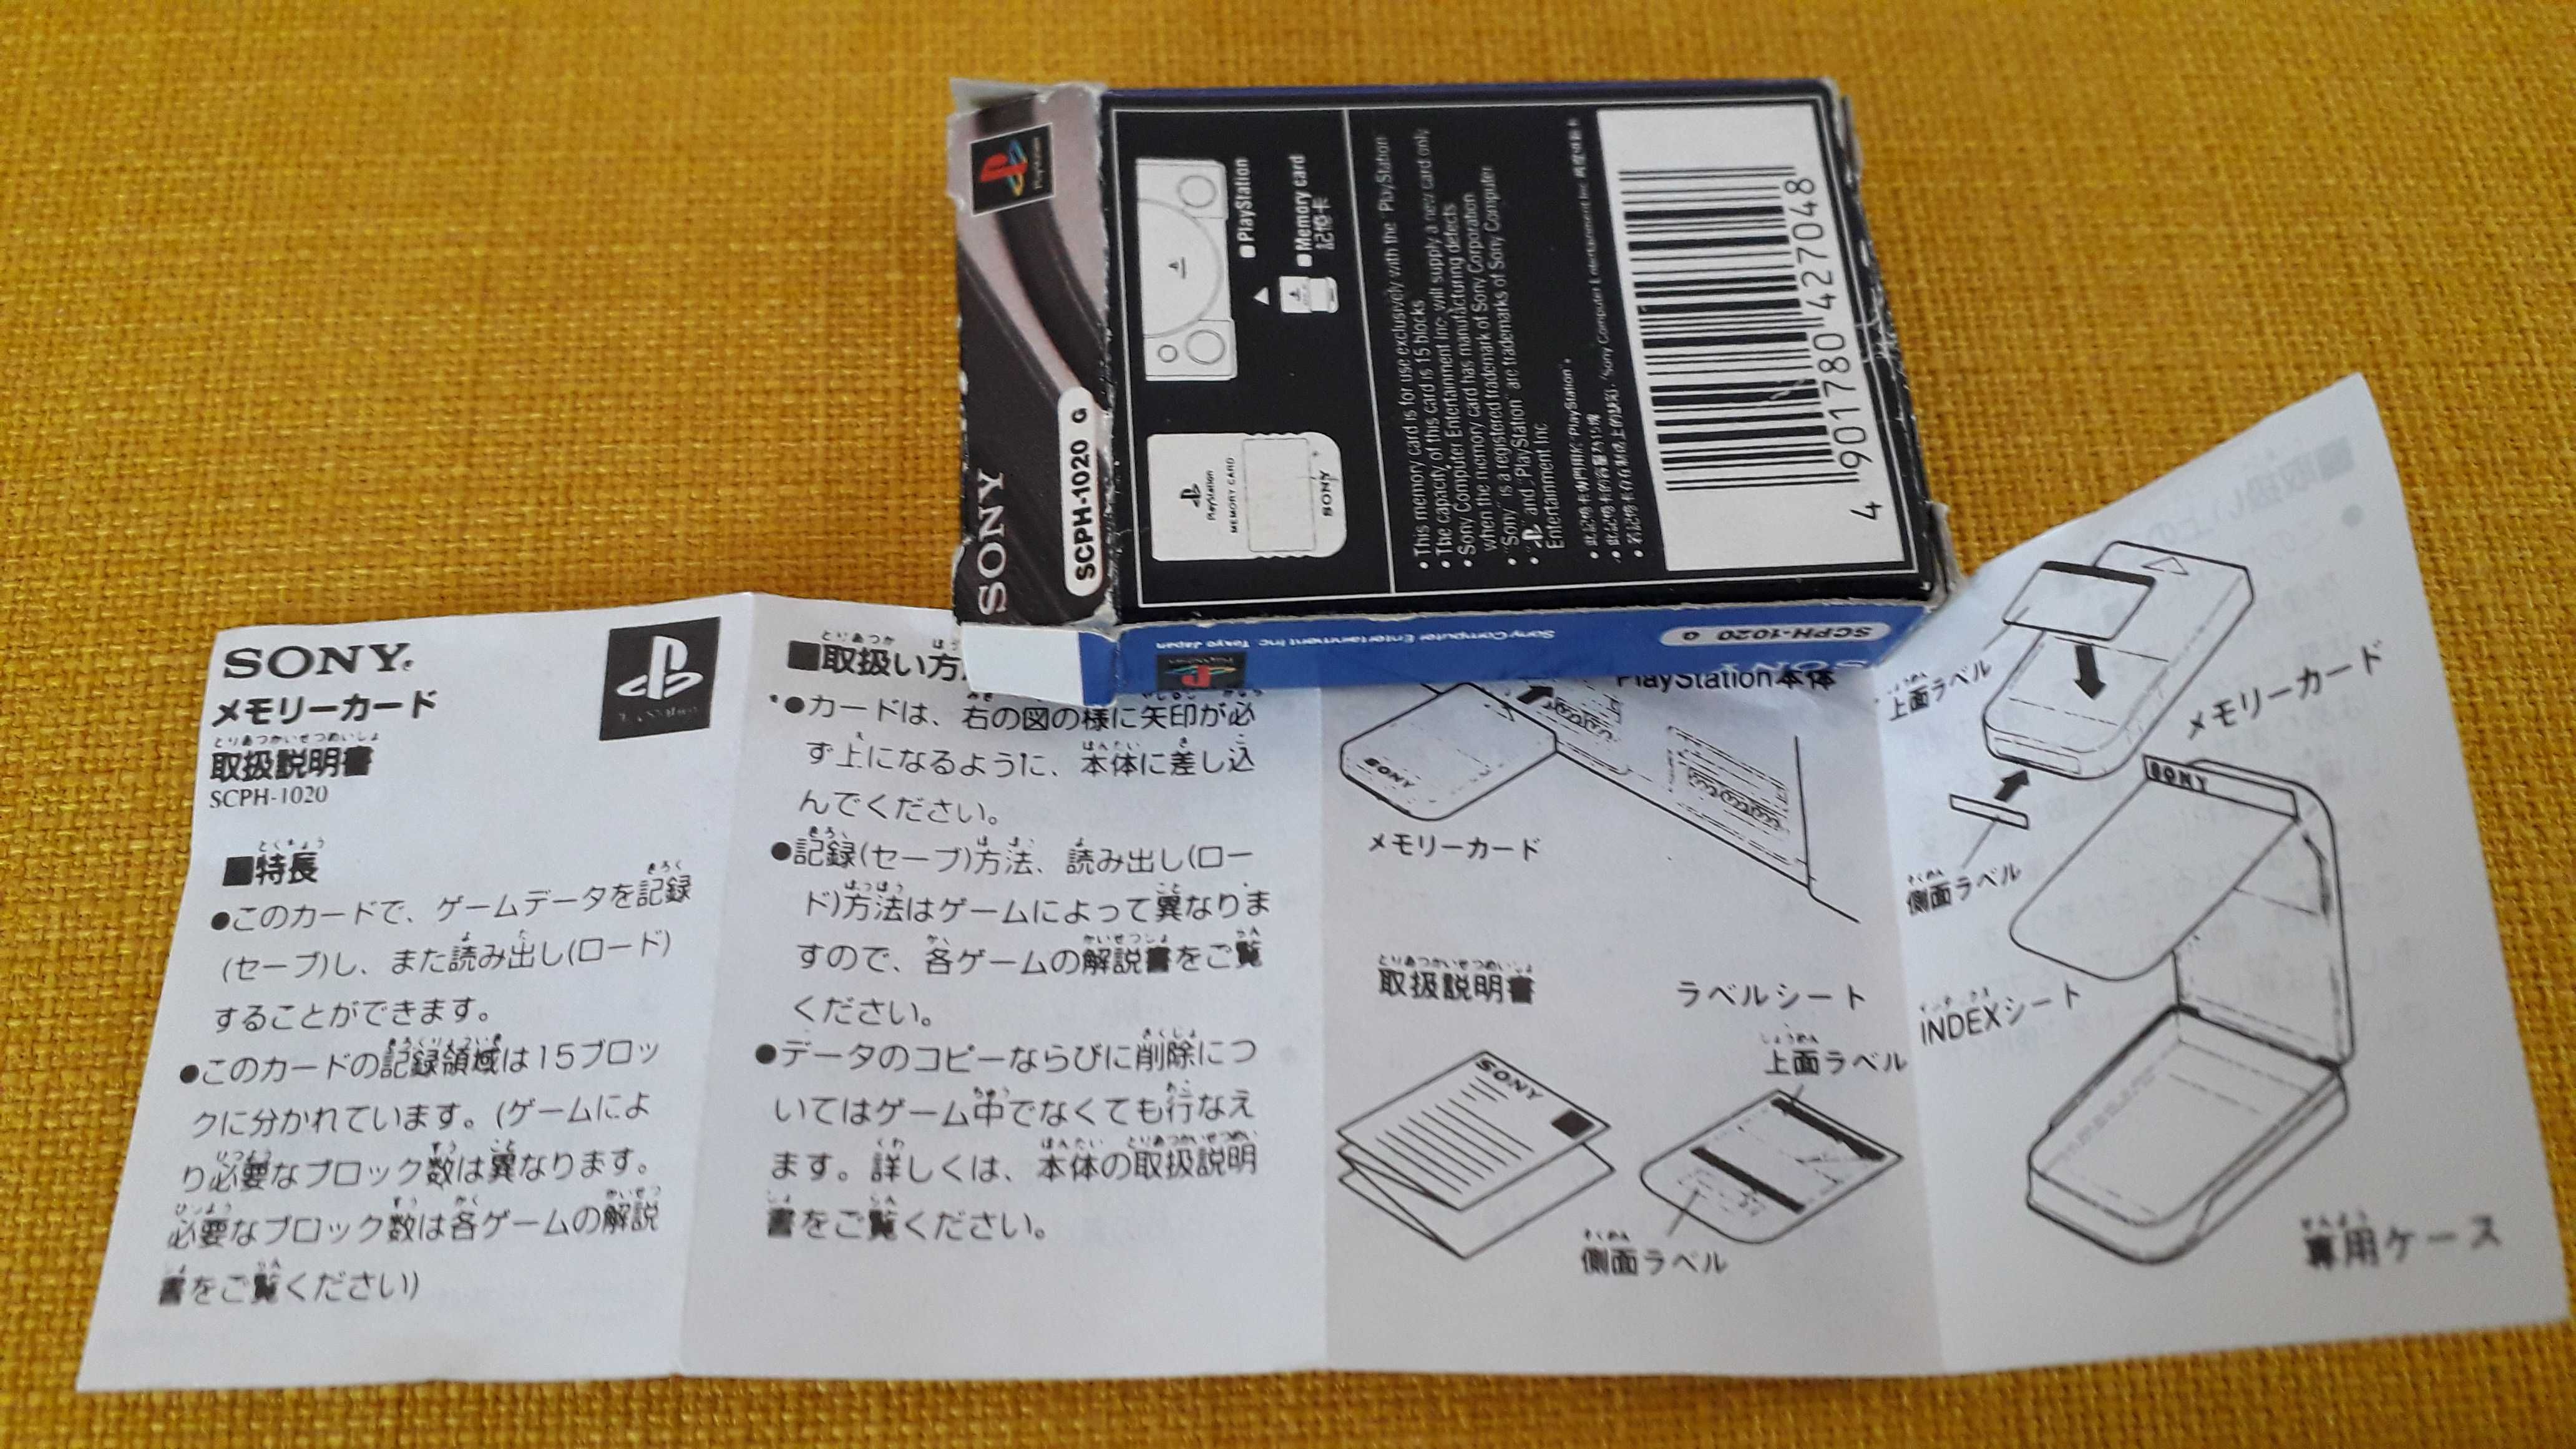 SONY
メモリーカード
取扱説明書
SCPH-1020
■特長
●このカードで、ゲームデータを記録
(セーブ)し、また読み出し(ロード)
することができます。
●このカードの記録領域は15ブロッ
クに分かれています。(ゲームによ
り必要なブロック数は異なります。
必要なブロック数は各ゲームの解説
書をご覧ください)
■取扱い方
●カードは、右の図の様に矢印が必
ず上になるように、本体に差し込
んでください。
●記録(セーブ)方法、読み出し(ロー
ド)方法はゲームによって異なりま
すので、各ゲームの解説書をご覧
ください。
●データのコピーならびに削除につ
いてはゲーム中でなくても行なえ
ます。詳しくは、本体の取扱説明
書をご覧ください。
PlayStation本体
SONY
メモリーカード
取扱説明書
SONY
ラベルシート
上面ラベル
側面ラベル
上面ラベル
メモリーカード
側面ラベル
SONY
INDEXシート
専用ケース
SONY
SCPH-1020 G
PlayStation
■ PlayStation
■ Memory card
記憶卡
PlayStation
MEMORY CARD
SONY
• This memory card is for use exclusively with the "PlayStation"
• The capacity of this card is 15 blocks
• Sony Computer Entertainment Inc. will supply a new card only
when the memory card has manufacturing defects
• "Sony" is a registered trademark of Sony Corporation
• and "PlayStation" are trademarks of Sony Computer
Entertainment Inc
4 901780 427048
SCPH-1020 G
Sony Computer Entertainment Inc Tokyo Japan
SONY